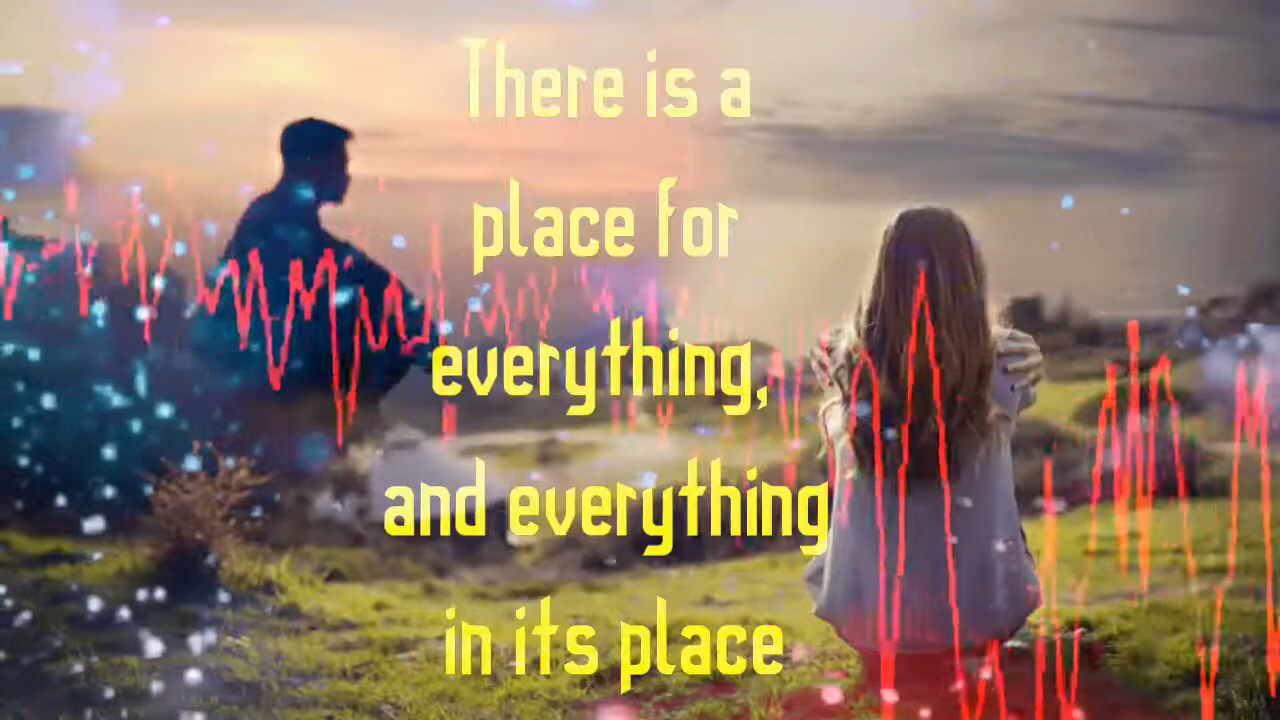 There is a
place for
everything,
and everything
in its place